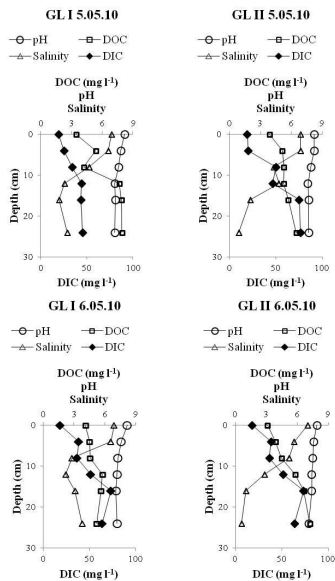 GL I 5.05.10
pH DOC
Salinity DIC
DOC (mg l-1)
pH
Salinity
0 3 6 9
0
10
20
30
Depth (cm)
0 50 100
DIC (mg l-1)
GL II 5.05.10
pH DOC
Salinity DIC
DOC (mg l-1)
pH
Salinity
0 3 6 9
0
10
20
30
Depth (cm)
0 50 100
DIC (mg l-1)
GL I 6.05.10
pH DOC
Salinity DIC
DOC (mg l-1)
pH
Salinity
0 3 6 9
0
10
20
30
Depth (cm)
0 50 100
DIC (mg l-1)
GL II 6.05.10
pH DOC
Salinity DIC
DOC (mg l-1)
pH
Salinity
0 3 6 9
0
10
20
30
Depth (cm)
0 50 100
DIC (mg l-1)